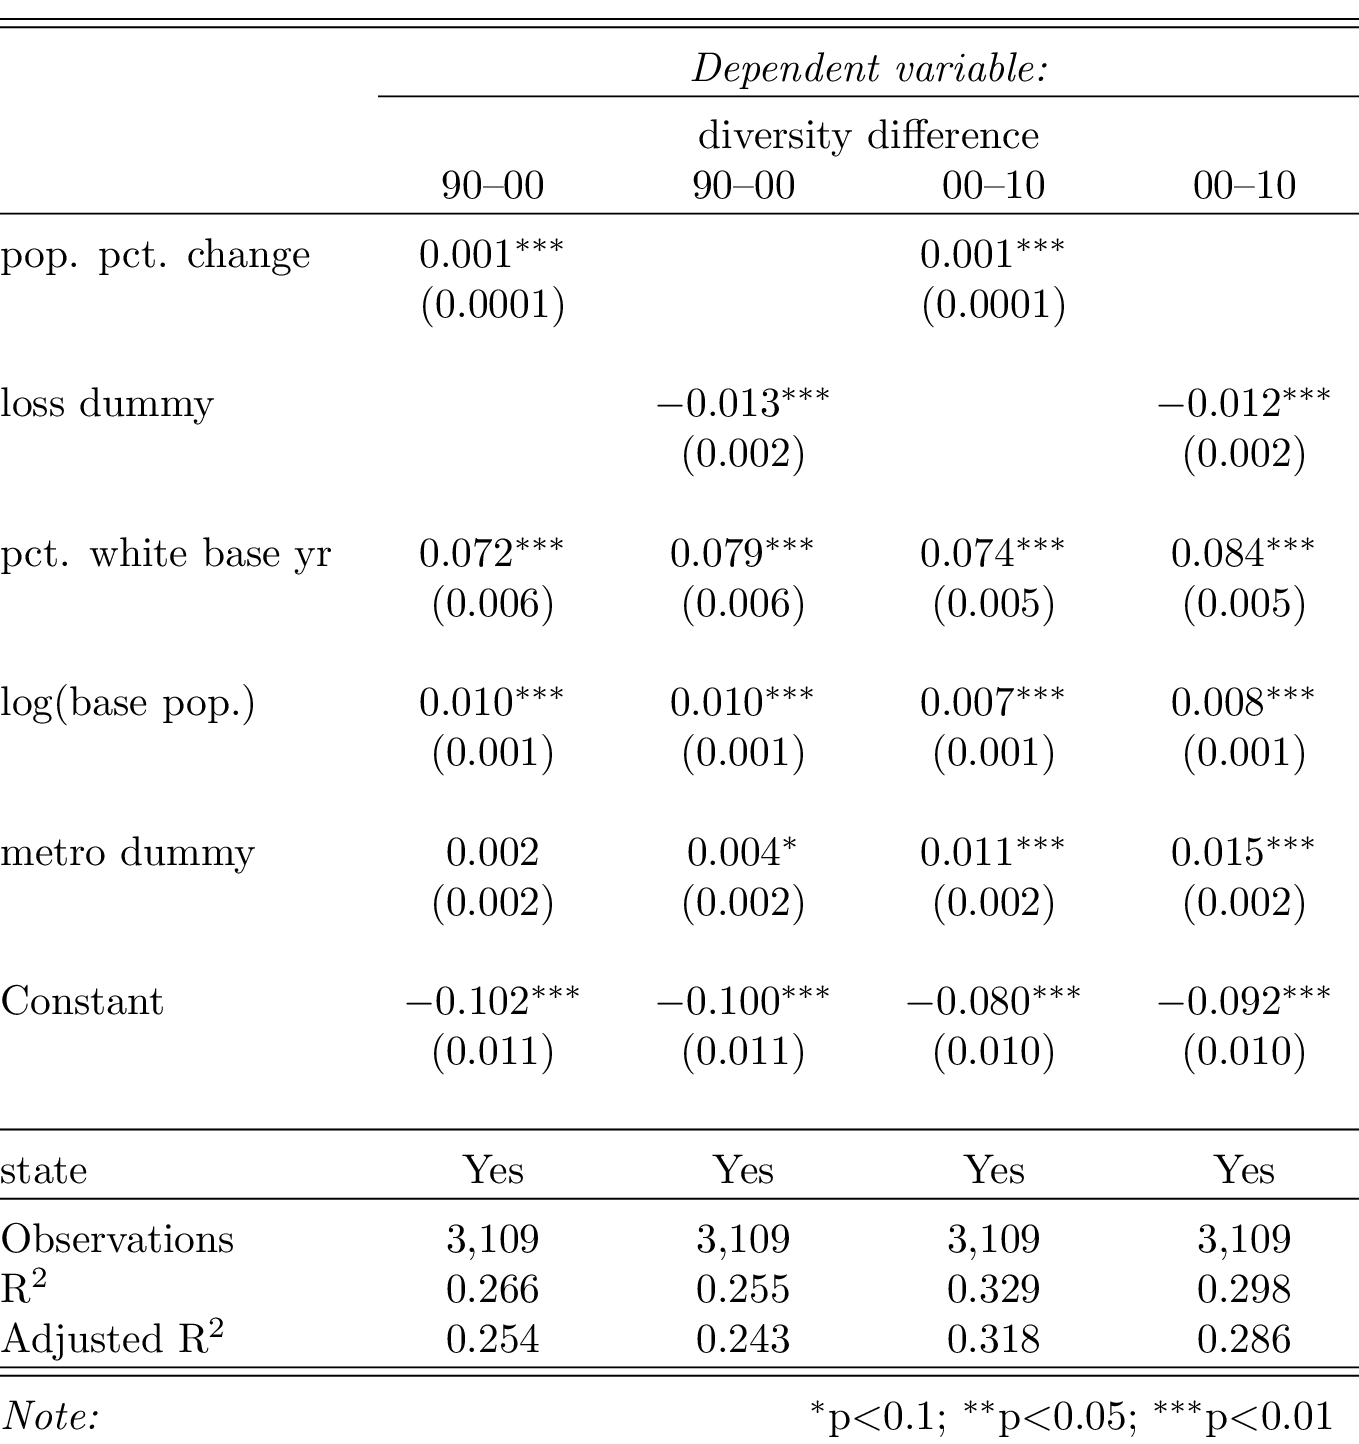 Dependent variable:
diversity difference
90–00 90–00 00–10 00–10
pop. pct. change 0.001*** 0.001***
(0.0001) (0.0001)
loss dummy −0.013*** −0.012***
(0.002) (0.002)
pct. white base yr 0.072*** 0.079*** 0.074*** 0.084***
(0.006) (0.006) (0.005) (0.005)
log(base pop.) 0.010*** 0.010*** 0.007*** 0.008***
(0.001) (0.001) (0.001) (0.001)
metro dummy 0.002 0.004* 0.011*** 0.015***
(0.002) (0.002) (0.002) (0.002)
Constant −0.102*** −0.100*** −0.080*** −0.092***
(0.011) (0.011) (0.010) (0.010)
state Yes Yes Yes Yes
Observations 3,109 3,109 3,109 3,109
R² 0.266 0.255 0.329 0.298
Adjusted R² 0.254 0.243 0.318 0.286
Note: *p<0.1; **p<0.05; ***p<0.01